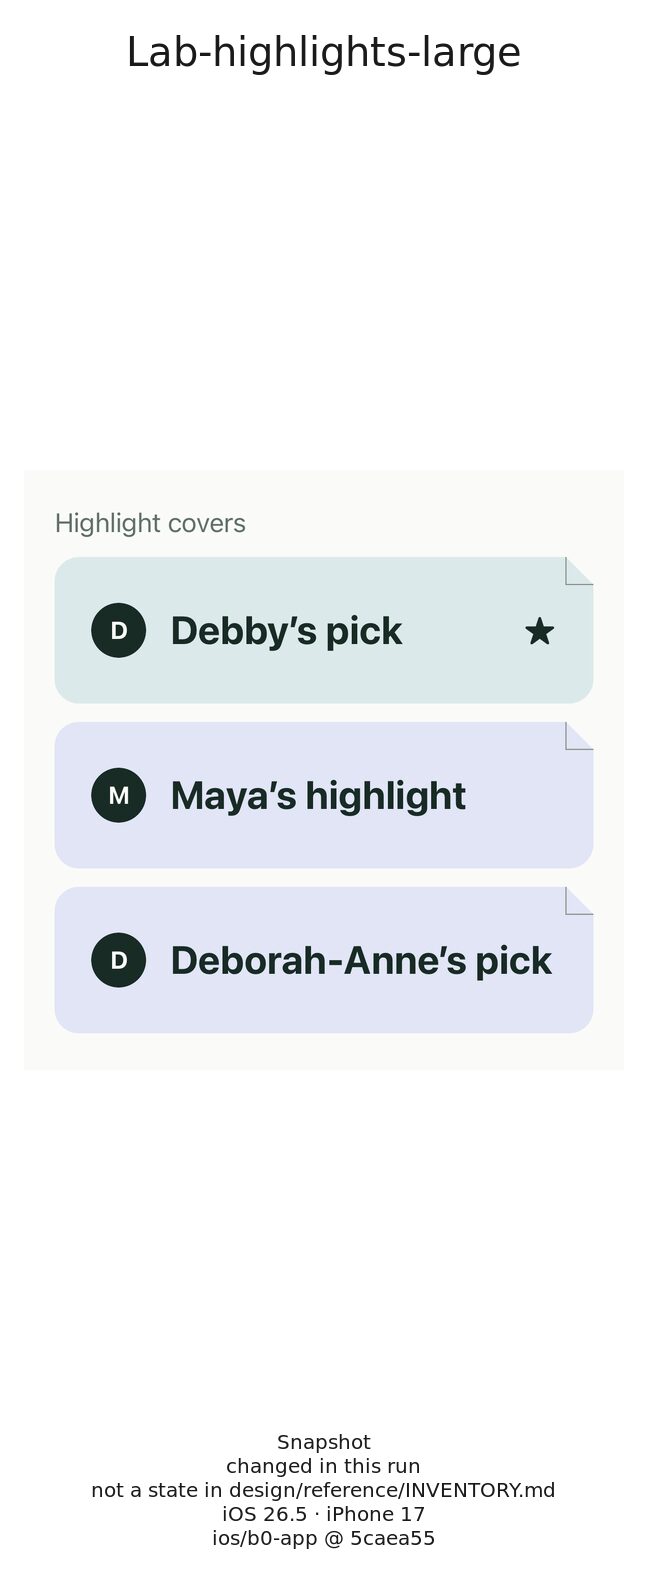 Lab-highlights-large
Highlight covers
D Debby’s pick ★
M Maya’s highlight
D Deborah-Anne’s pick
Snapshot
changed in this run
not a state in design/reference/INVENTORY.md
iOS 26.5 · iPhone 17
ios/b0-app @ 5caea55